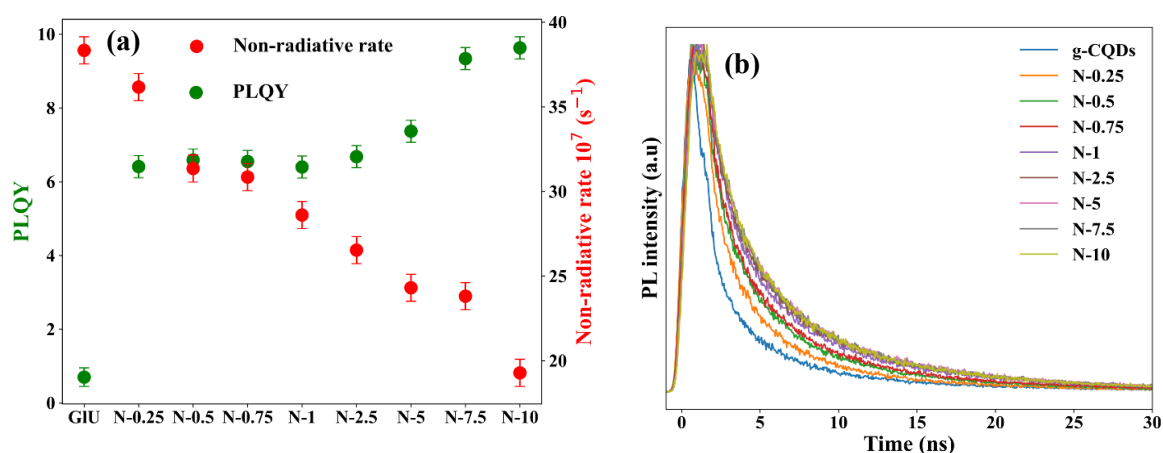 (a)
Non-radiative rate
PLQY
PLQY
10
8
6
4
2
0
GlU N-0.25 N-0.5 N-0.75 N-1 N-2.5 N-5 N-7.5 N-10
40
35
30
25
20
Non-radiative rate 10^7 (s^−1)
(b)
g-CQDs
N-0.25
N-0.5
N-0.75
N-1
N-2.5
N-5
N-7.5
N-10
PL intensity (a.u)
0 5 10 15 20 25 30
Time (ns)